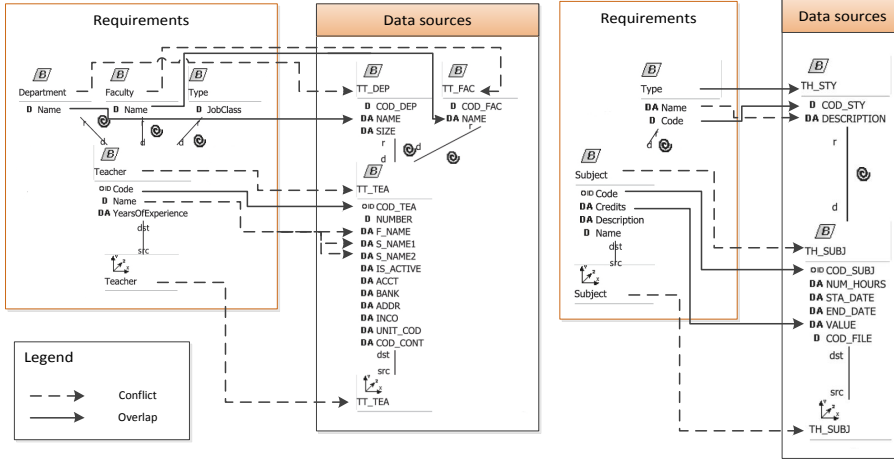 Requirements
Data sources
B
B
B
Department
Faculty
Type
D Name
D Name
D JobClass
r
r
r
d
d
d
B
Teacher
OID Code
D Name
DA YearsOfExperience
dst
src
Y
Z
X
Teacher
B
B
TT_DEP
TT_FAC
D COD_DEP
DA NAME
DA SIZE
D COD_FAC
DA NAME
r
r
d
d
B
TT_TEA
OID COD_TEA
D NUMBER
DA F_NAME
DA S_NAME1
DA S_NAME2
DA IS_ACTIVE
DA ACCT
DA BANK
DA ADDR
DA INCO
DA UNIT_COD
DA COD_CONT
dst
src
Y
Z
X
TT_TEA
Legend
Conflict
Overlap
Requirements
Data sources
B
Type
DA Name
D Code
r
d
B
Subject
OID Code
DA Credits
DA Description
D Name
dst
src
Y
Z
X
Subject
B
TH_STY
D COD_STY
DA DESCRIPTION
r
d
B
TH_SUBJ
OID COD_SUBJ
DA NUM_HOURS
DA STA_DATE
DA END_DATE
DA VALUE
D COD_FILE
dst
src
Y
Z
X
TH_SUBJ